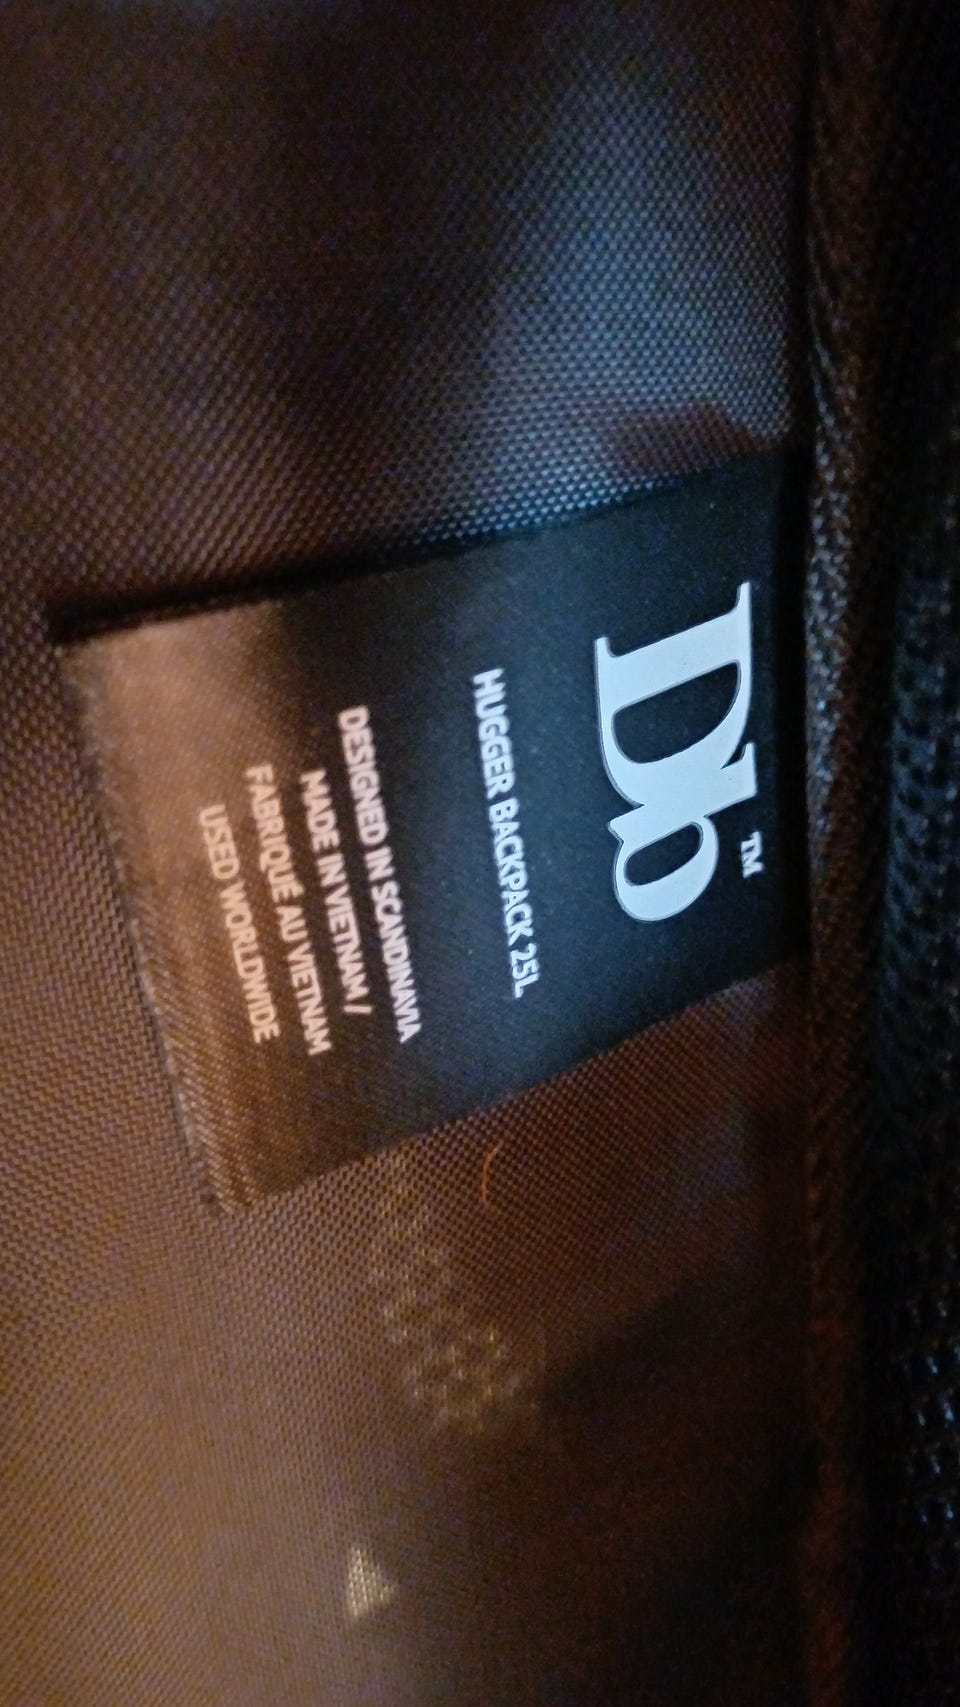 Db™
HUGGER BACKPACK 25L
DESIGNED IN SCANDINAVIA
MADE IN VIETNAM /
FABRIQUÉ AU VIETNAM
USED WORLDWIDE